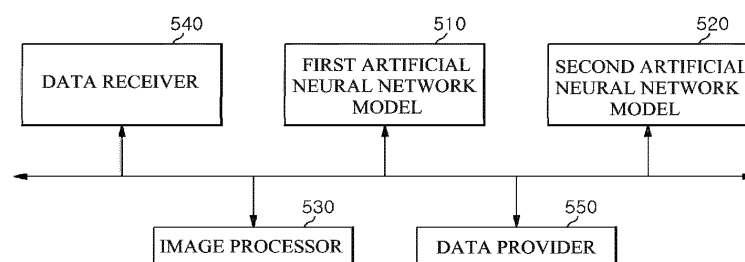 540
DATA RECEIVER
510
FIRST ARTIFICIAL
NEURAL NETWORK
MODEL
520
SECOND ARTIFICIAL
NEURAL NETWORK
MODEL
530
IMAGE PROCESSOR
550
DATA PROVIDER